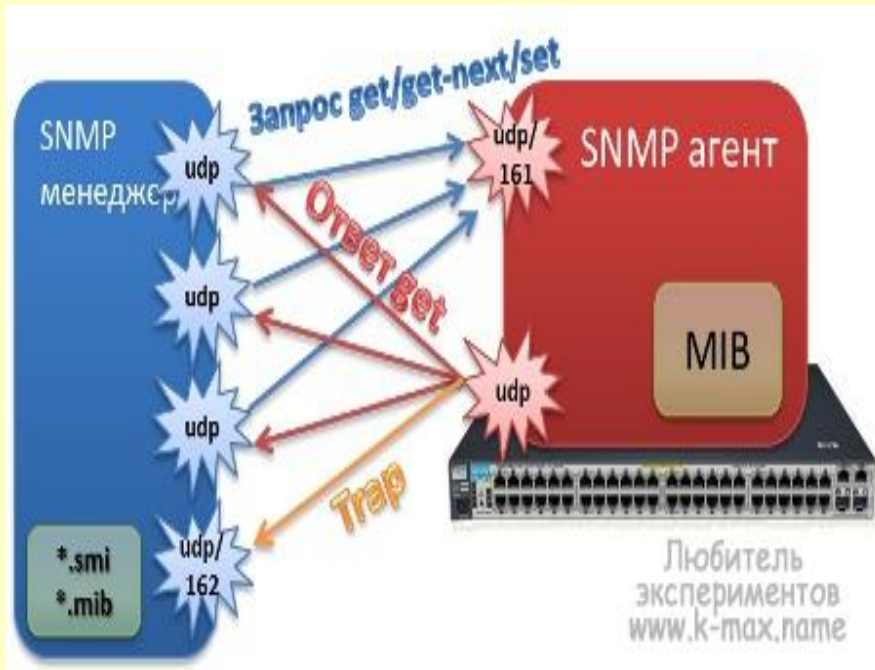 Запрос get/get-next/set
SNMP
менеджер
udp
udp/
161
SNMP агент
Ответ get
udp
MIB
udp
udp
Trap
*.smi
*.mib
udp/
162
Любитель
экспериментов
www.k-max.name